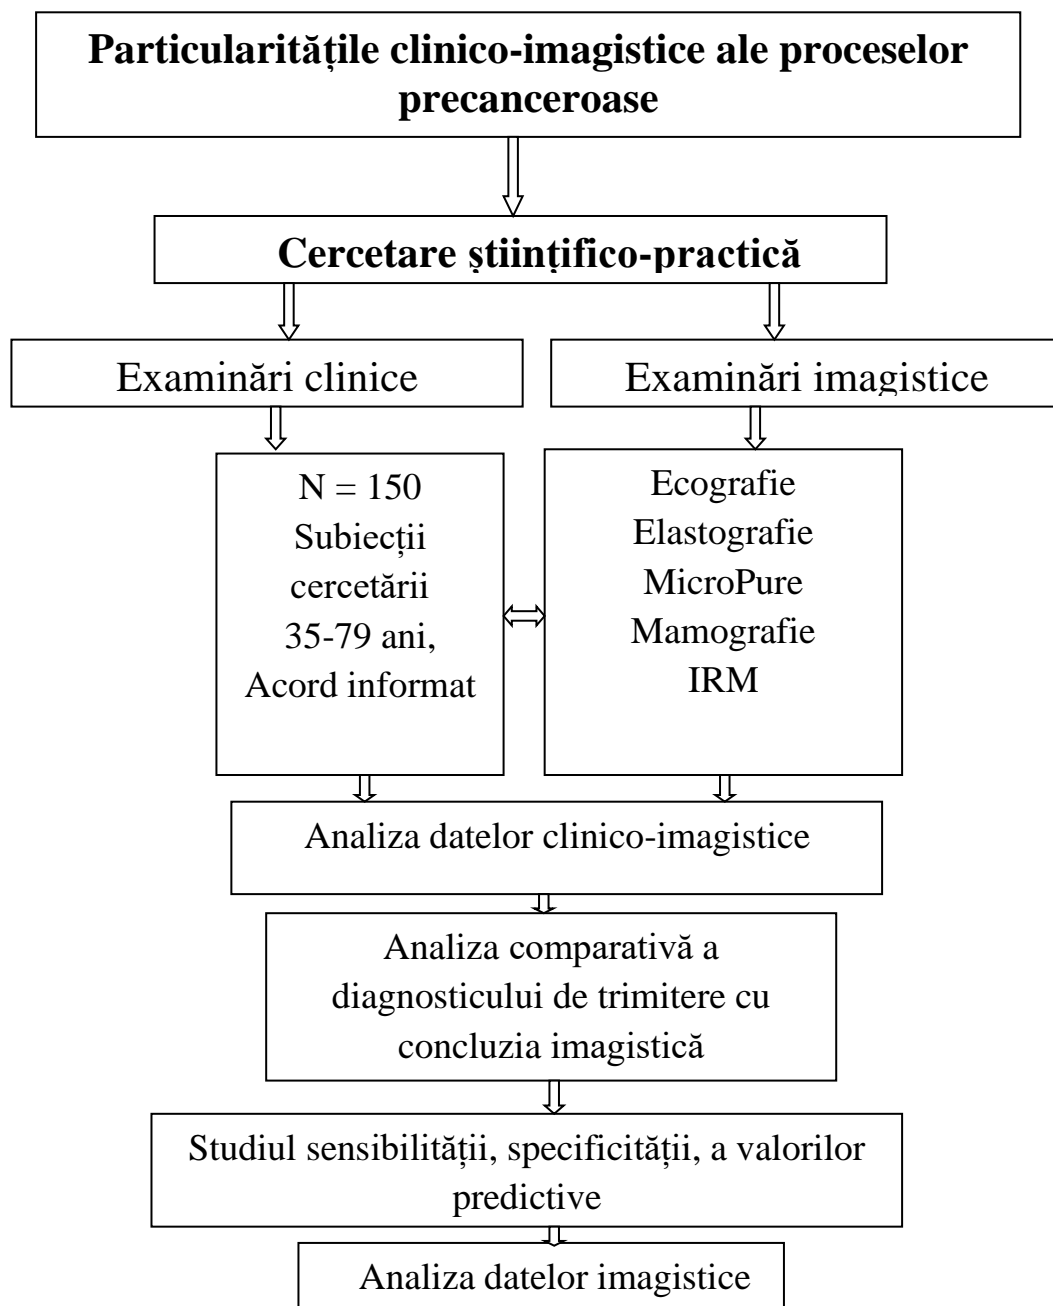 Particularitățile clinico-imagistice ale proceselor
precanceroase
Cercetare științifico-practică
Examinări clinice
Examinări imagistice
N = 150
Subiecții
cercetării
35-79 ani,
Acord informat
Ecografie
Elastografie
MicroPure
Mamografie
IRM
Analiza datelor clinico-imagistice
Analiza comparativă a
diagnosticului de trimitere cu
concluzia imagistică
Studiul sensibilității, specificității, a valorilor
predictive
Analiza datelor imagistice